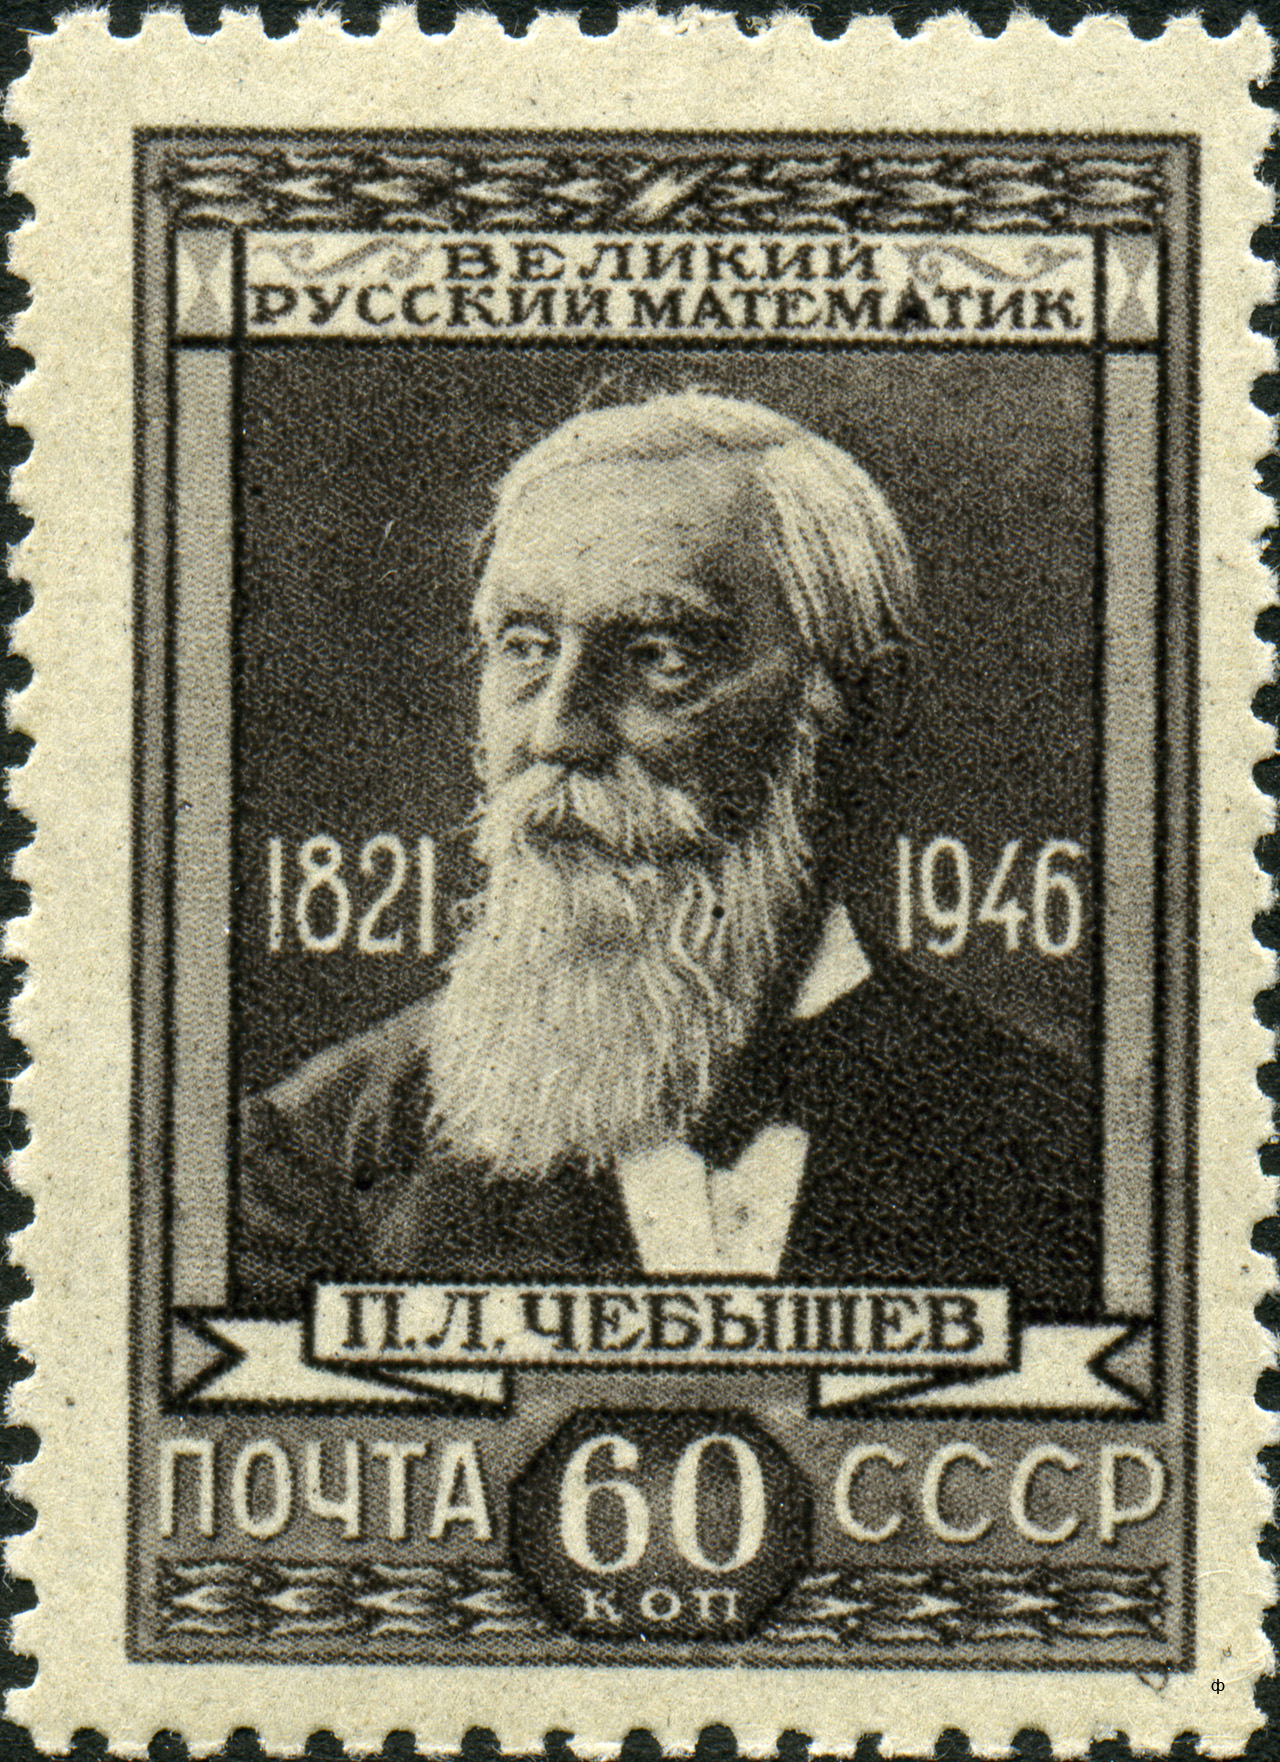 ВЕЛИКИЙ
РУССКИЙ МАТЕМАТИК
1821 1946
П.Л. ЧЕБЫШЕВ
ПОЧТА 60 СССР
КОП
ф